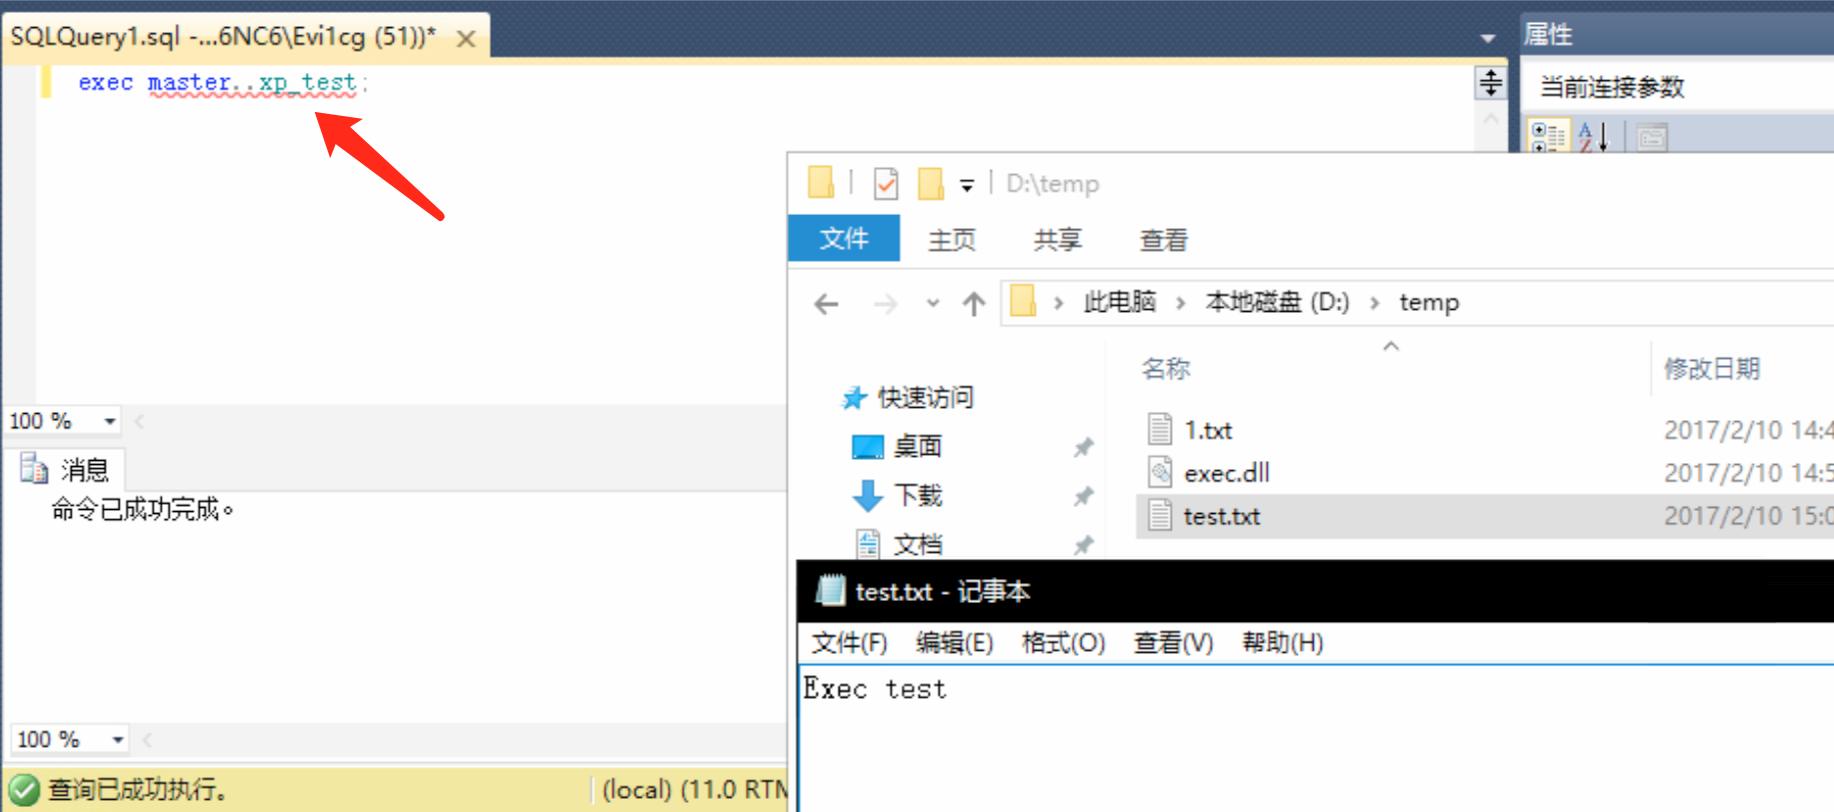 SQLQuery1.sql -...6NC6\Evi1cg (51))*
属性
exec master..xp_test;
当前连接参数
D:\temp
文件 主页 共享 查看
此电脑 › 本地磁盘 (D:) › temp
名称 修改日期
快速访问
桌面
下载
文档
1.txt 2017/2/10 14:4
exec.dll 2017/2/10 14:5
test.txt 2017/2/10 15:0
100 %
消息
命令已成功完成。
test.txt - 记事本
文件(F) 编辑(E) 格式(O) 查看(V) 帮助(H)
Exec test
100 %
查询已成功执行。
(local) (11.0 RTM